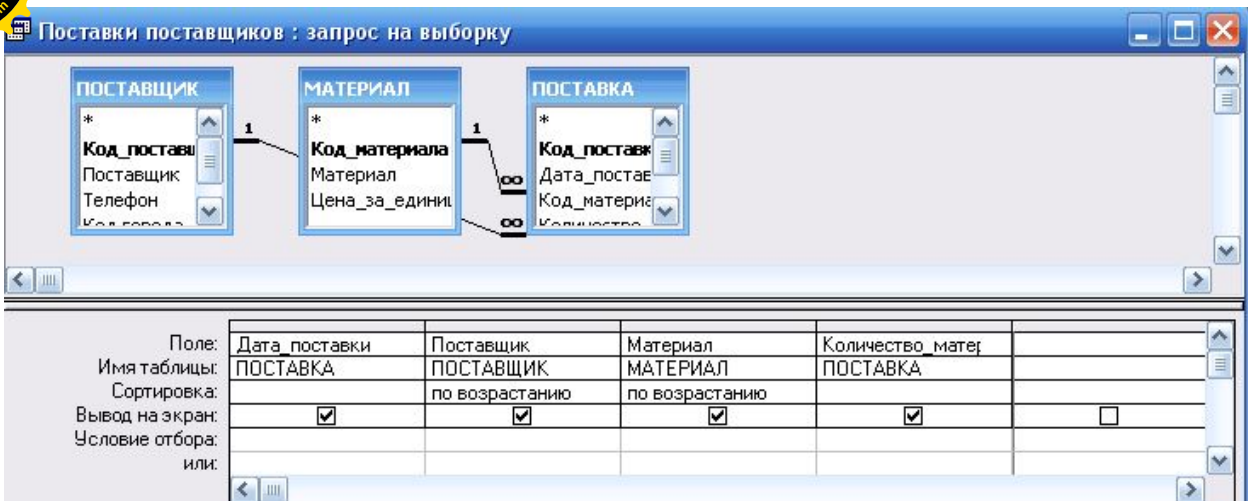 Поставки поставщиков : запрос на выборку
ПОСТАВЩИК МАТЕРИАЛ ПОСТАВКА
* * *
1 1
Код_постави Код_материала Код_поставк
Поставщик Материал Дата_постав
Телефон Цена_за_едини Код_материа
∞
∞
Поле: Дата_поставки Поставщик Материал Количество_матер
Имя таблицы: ПОСТАВКА ПОСТАВЩИК МАТЕРИАЛ ПОСТАВКА
Сортировка: по возрастанию по возрастанию
Вывод на экран:
Условие отбора:
или: